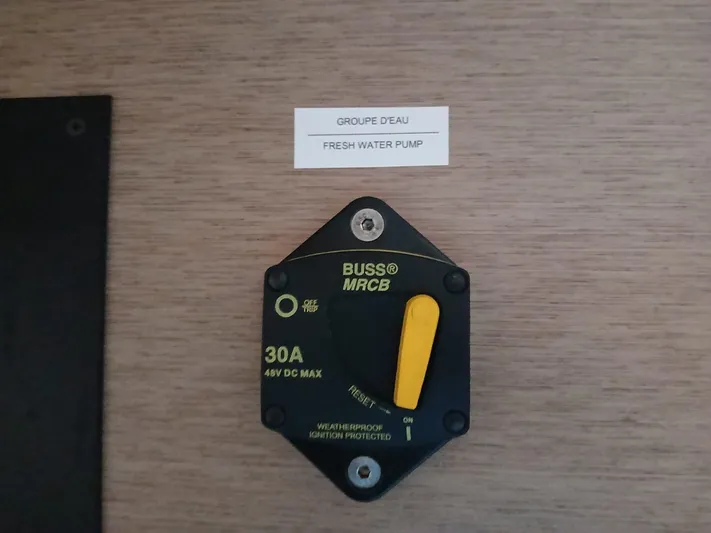 GROUPE D'EAU
FRESH WATER PUMP
BUSS®
MRCB
OFF
TRIP
30A
48V DC MAX
RESET
ON
WEATHERPROOF
IGNITION PROTECTED